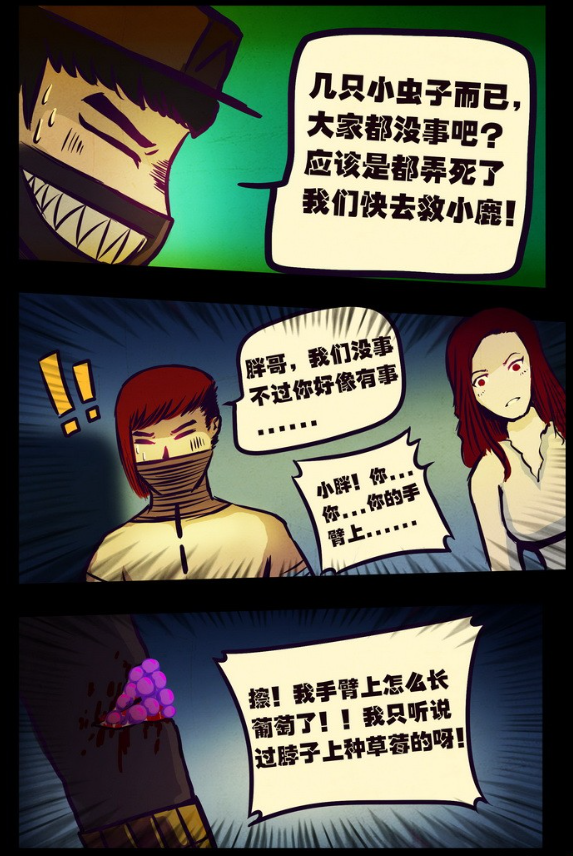 几只小虫子而已，
大家都没事吧？
应该是都弄死了
我们快去救小鹿！
胖哥，我们没事
不过你好像有事
......
小胖！你...
你...你的手
臂上......
擦！我手臂上怎么长
葡萄了！！我只听说
过脖子上种草莓的呀！